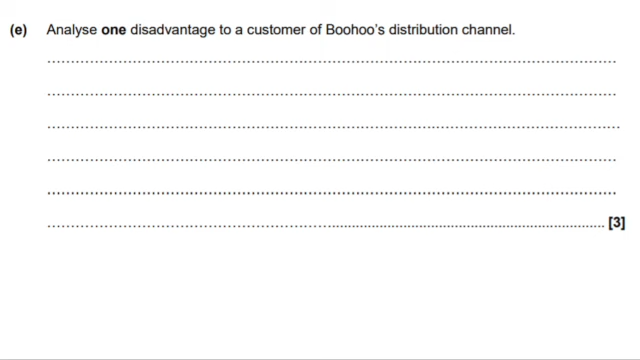 (e) Analyse one disadvantage to a customer of Boohoo’s distribution channel.
[3]